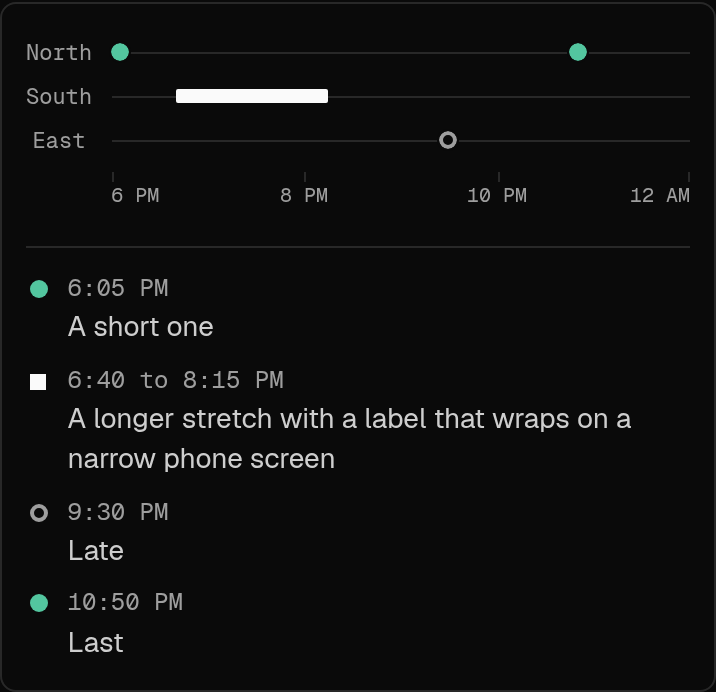 North
South
East
6 PM 8 PM 10 PM 12 AM
6:05 PM
A short one
6:40 to 8:15 PM
A longer stretch with a label that wraps on a
narrow phone screen
9:30 PM
Late
10:50 PM
Last